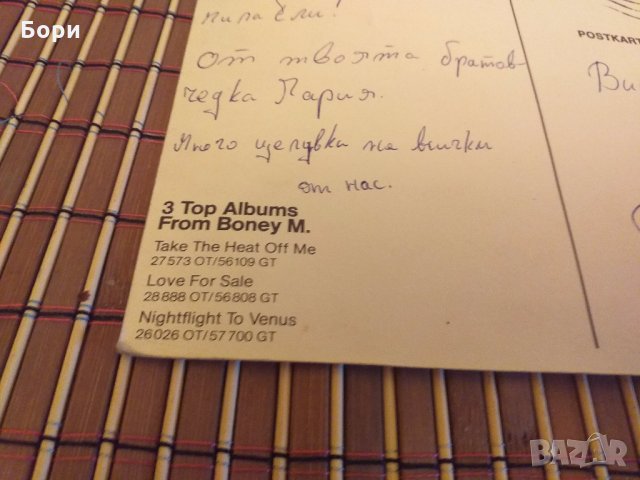 Бори
Мила Ели!
От твоята братов-
чедка Мария.
Много целувки на всички
от нас.
3 Top Albums
From Boney M.
Take The Heat Off Me
27 573 OT/56109 GT
Love For Sale
28 888 OT/56 808 GT
Nightflight To Venus
26 026 OT/57 700 GT
POSTKART
Ви
BAZAR